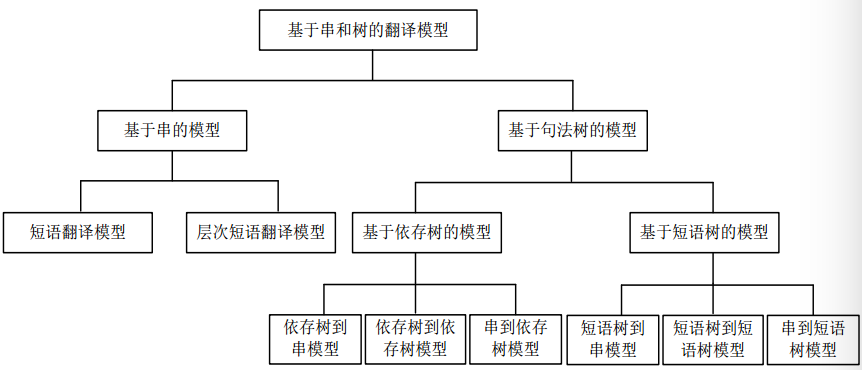 基于串和树的翻译模型
基于串的模型
基于句法树的模型
短语翻译模型
层次短语翻译模型
基于依存树的模型
基于短语树的模型
依存树到
串模型
依存树到依
存树模型
串到依存
树模型
短语树到
串模型
短语树到短
语树模型
串到短语
树模型